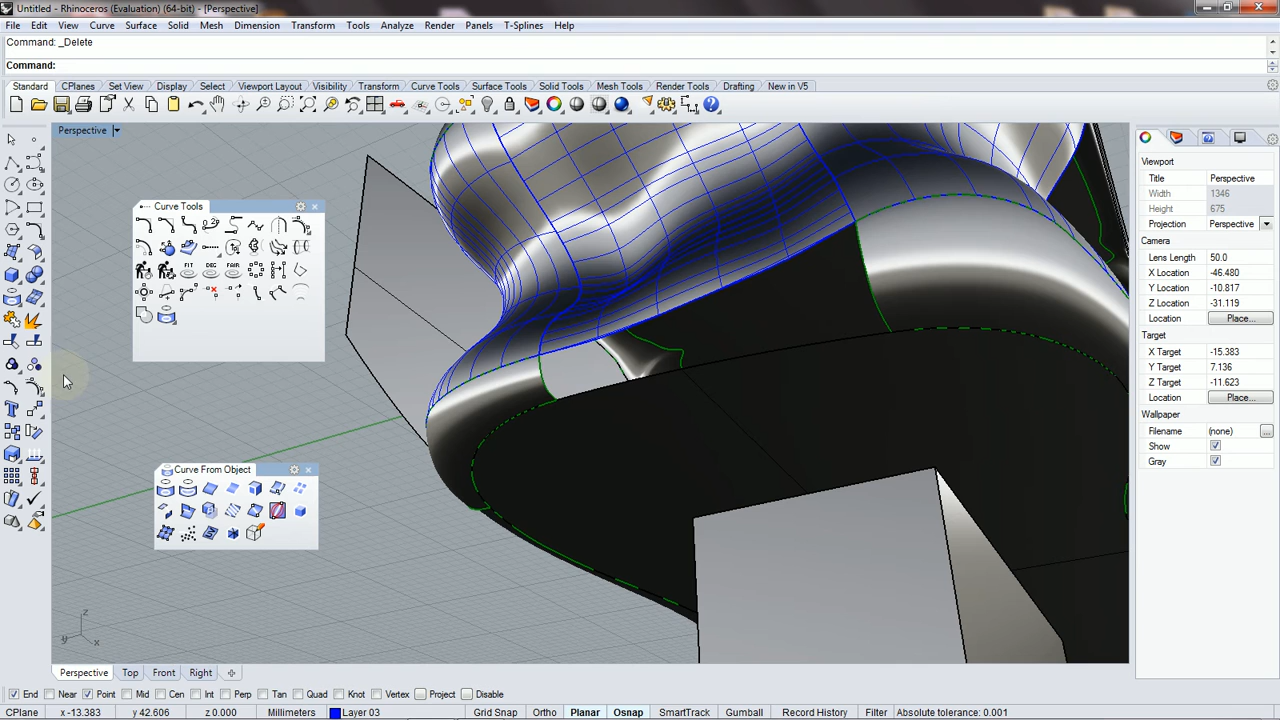 Untitled - Rhinoceros (Evaluation) (64-bit) - [Perspective]
File Edit View Curve Surface Solid Mesh Dimension Transform Tools Analyze Render Panels T-Splines Help
Command: _Delete
Command:
Standard CPlanes Set View Display Select Viewport Layout Visibility Transform Curve Tools Surface Tools Solid Tools Mesh Tools Render Tools Drafting New in V5
Perspective
Viewport
Title Perspective
Width 1346
Height 675
Projection Perspective
Camera
Lens Length 50.0
X Location -46.480
Y Location -10.817
Z Location -31.119
Location Place...
Target
X Target -15.383
Y Target 7.136
Z Target -11.623
Location Place...
Wallpaper
Filename (none) ...
Show
Gray
Curve Tools
FIT DEG FAIR
Curve From Object
z
y x
Perspective Top Front Right
End Near Point Mid Cen Int Perp Tan Quad Knot Vertex Project Disable
CPlane x -13.383 y 42.606 z 0.000 Millimeters Layer 03 Grid Snap Ortho Planar Osnap SmartTrack Gumball Record History Filter Absolute tolerance: 0.001